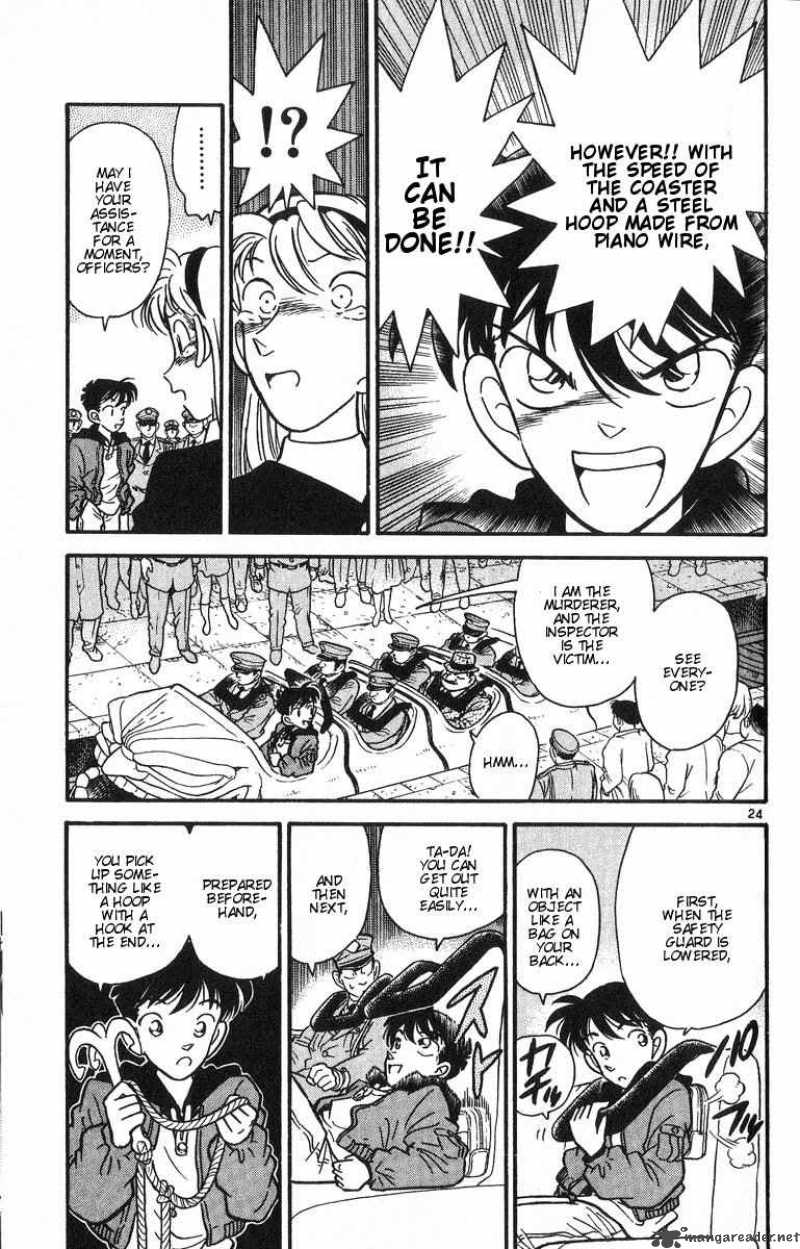 HOWEVER!! WITH
THE SPEED OF
THE COASTER
AND A STEEL
HOOP MADE FROM
PIANO WIRE,
IT
CAN
BE
DONE!!
!?
.........
MAY I
HAVE
YOUR
ASSIS-
TANCE
FOR A
MOMENT,
OFFICERS?
SEE
EVERY-
ONE?
I AM THE
MURDERER,
AND THE
INSPECTOR
IS THE
VICTIM...
HMM...
24
FIRST,
WHEN THE
SAFETY
GUARD IS
LOWERED,
WITH AN
OBJECT
LIKE A
BAG ON
YOUR
BACK...
カチッ
TA-DA!
YOU CAN
GET OUT
QUITE
EASILY...
AND
THEN
NEXT,
PREPARED
BEFORE-
HAND,
YOU PICK
UP SOME-
THING LIKE
A HOOP
WITH A
HOOK AT
THE END...
mangareader.net